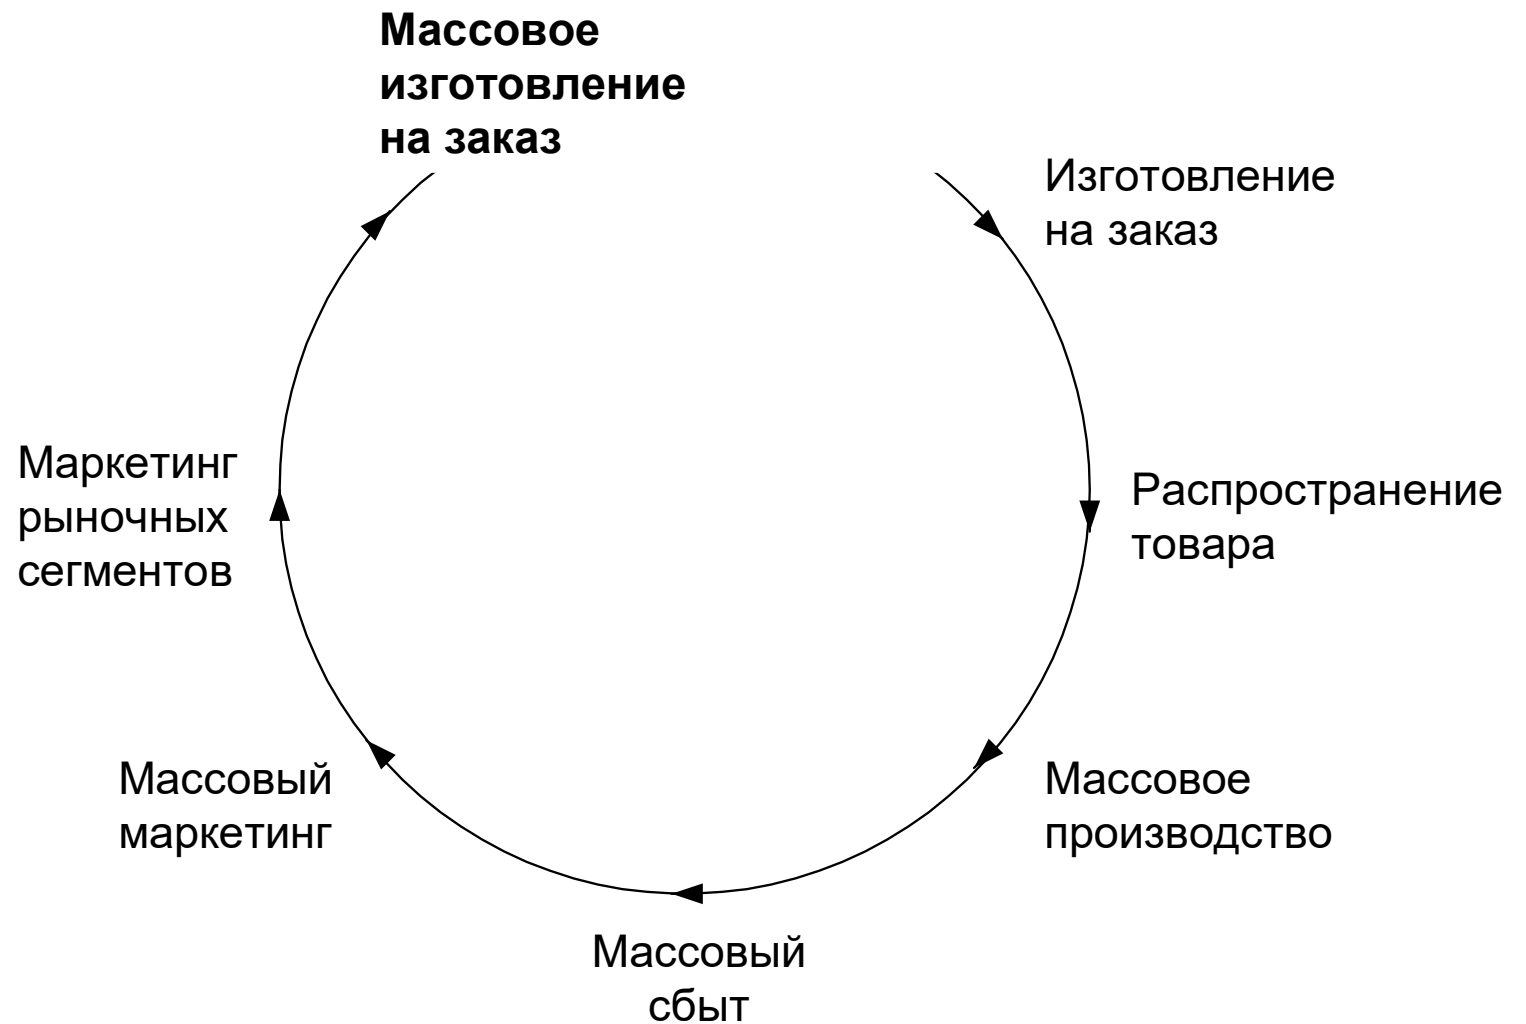 Массовое
изготовление
на заказ
Изготовление
на заказ
Распространение
товара
Массовое
производство
Массовый
сбыт
Массовый
маркетинг
Маркетинг
рыночных
сегментов